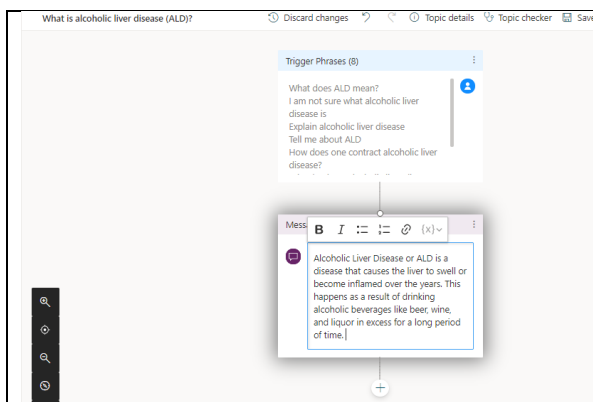 What is alcoholic liver disease (ALD)?
Discard changes
Topic details
Topic checker
Save
Trigger Phrases (8)
What does ALD mean?
I am not sure what alcoholic liver
disease is
Explain alcoholic liver disease
Tell me about ALD
How does one contract alcoholic liver
disease?
Mess
B I (x)
Alcoholic Liver Disease or ALD is a
disease that causes the liver to swell or
become inflamed over the years. This
happens as a result of drinking
alcoholic beverages like beer, wine,
and liquor in excess for a long period
of time.